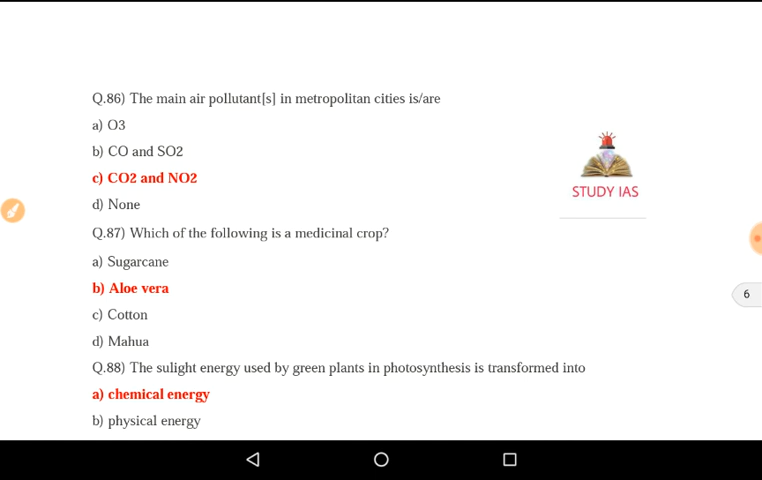 Q.86) The main air pollutant[s] in metropolitan cities is/are
a) O3
b) CO and SO2
c) CO2 and NO2
d) None
STUDY IAS
Q.87) Which of the following is a medicinal crop?
a) Sugarcane
b) Aloe vera
c) Cotton
d) Mahua
6
Q.88) The sulight energy used by green plants in photosynthesis is transformed into
a) chemical energy
b) physical energy